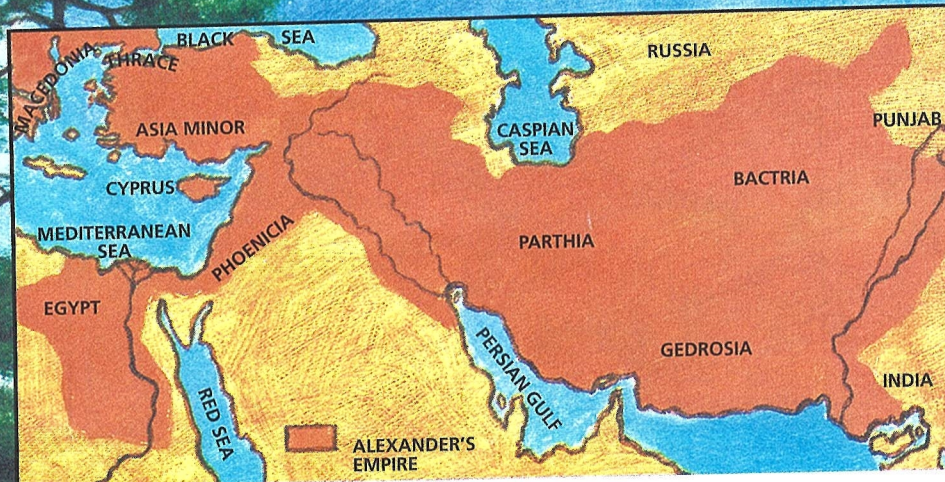 BLACK SEA
RUSSIA
MACEDONIA
THRACE
ASIA MINOR
CASPIAN
SEA
PUNJAB
CYPRUS
BACTRIA
MEDITERRANEAN
SEA
PHOENICIA
PARTHIA
EGYPT
PERSIAN GULF
GEDROSIA
INDIA
RED SEA
ALEXANDER'S
EMPIRE